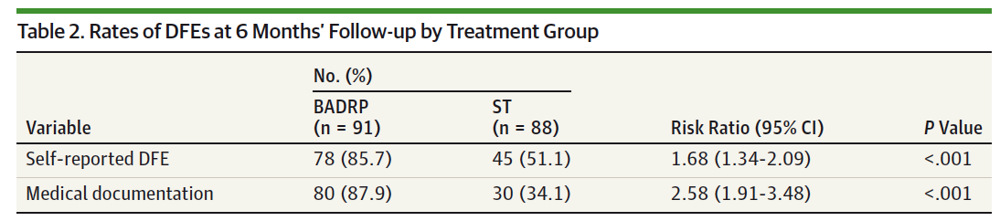 Table 2. Rates of DFEs at 6 Months' Follow-up by Treatment Group
No. (%)
BADRP ST
Variable (n = 91) (n = 88) Risk Ratio (95% CI) P Value
Self-reported DFE 78 (85.7) 45 (51.1) 1.68 (1.34-2.09) <.001
Medical documentation 80 (87.9) 30 (34.1) 2.58 (1.91-3.48) <.001